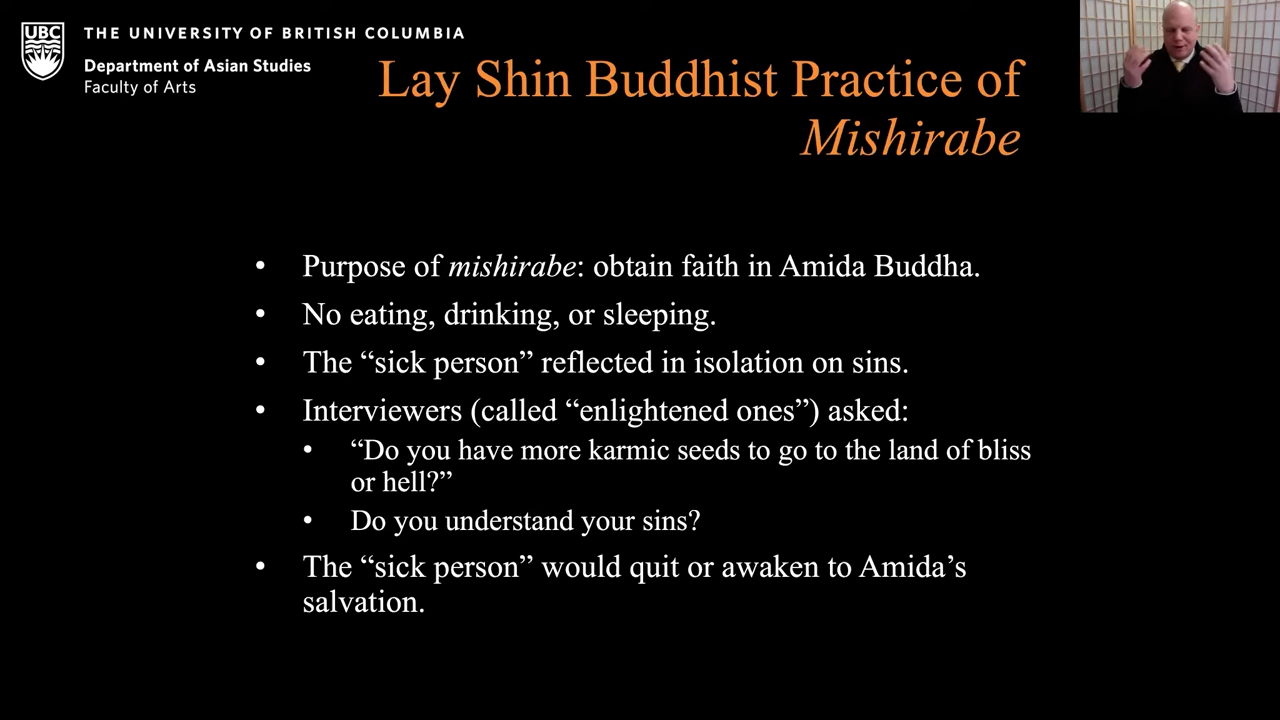 UBC
THE UNIVERSITY OF BRITISH COLUMBIA
Department of Asian Studies
Faculty of Arts
Lay Shin Buddhist Practice of
Mishirabe
• Purpose of mishirabe: obtain faith in Amida Buddha.
• No eating, drinking, or sleeping.
• The “sick person” reflected in isolation on sins.
• Interviewers (called “enlightened ones”) asked:
• “Do you have more karmic seeds to go to the land of bliss
or hell?”
• Do you understand your sins?
• The “sick person” would quit or awaken to Amida’s
salvation.